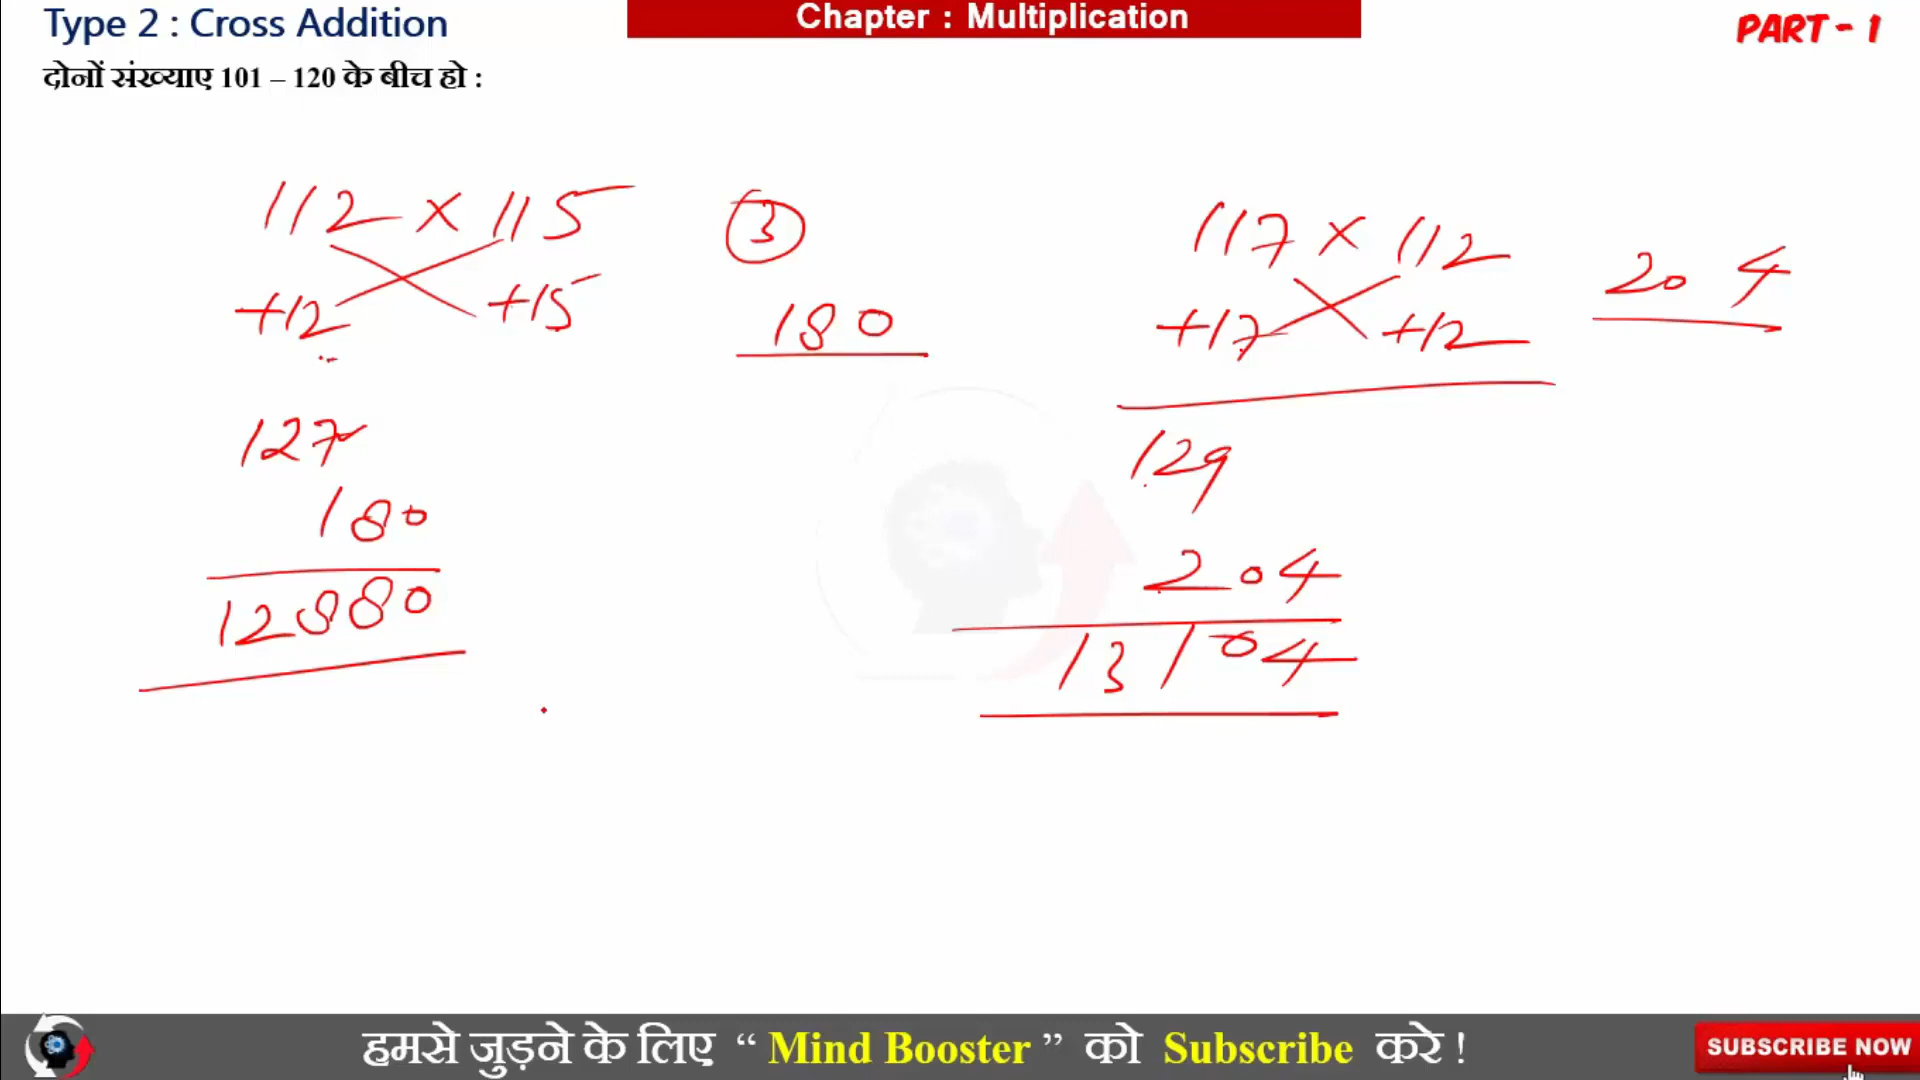 Type 2 : Cross Addition
Chapter : Multiplication
PART - 1
दोनों संख्याए 101 – 120 के बीच हो :
112 × 115
+12 +15
3
180
127
180
12880
117 × 112
+17 +12
204
129
204
13104
हमसे जुड़ने के लिए “ Mind Booster ” को Subscribe करे !
SUBSCRIBE NOW